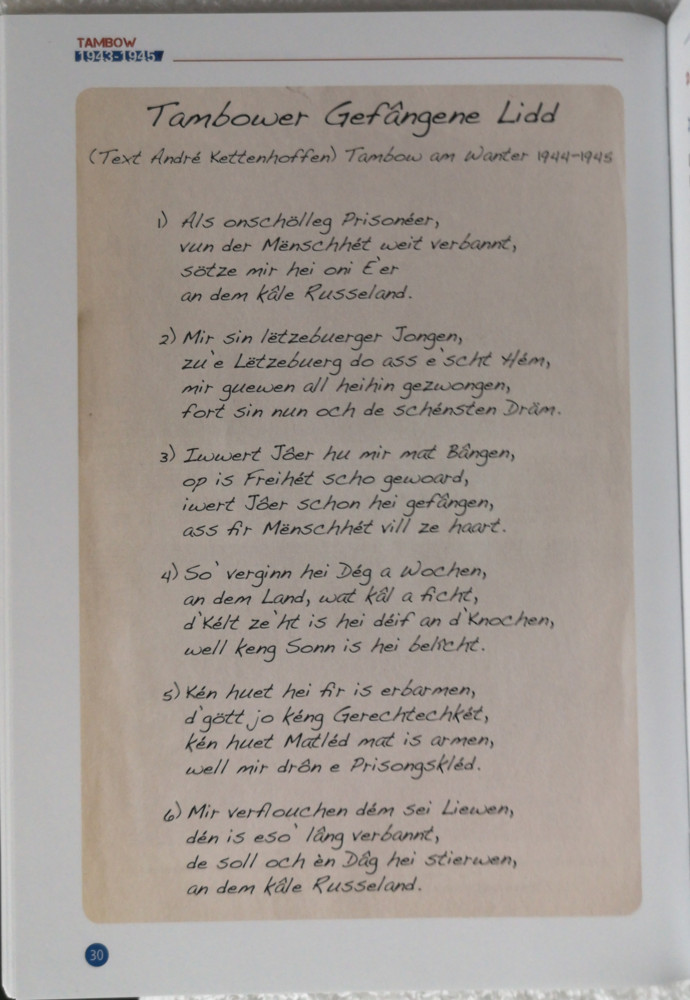 TAMBOW
1943-1945
Tambower Gefângene Lidd
(Text André Kettenhoffen) Tambow am Wanter 1944-1945
1) Als onschölleg Prisonéer,
vun der Mënschhét weit verbannt,
sötze mir hei oni E'er
an dem kâle Russeland.
2) Mir sin lëtzebuerger Jongen,
zu'e Lëtzebuerg do ass e'scht Hém,
mir guewen all heihin gezwongen,
fort sin nun och de schénsten Dräm.
3) Iwwert Jôer hu mir mat Bângen,
op is Freihét scho gewoard,
iwert Jôer schon hei gefângen,
ass fir Mënschhét vill ze haart.
4) So' verginn hei Dég a Wochen,
an dem Land, wat kâl a ficht,
d'Kélt ze'ht is hei déif an d'Knochen,
well keng Sonn is hei belîcht.
5) Kén huet hei fir is erbarmen,
d'gött jo kéng Gerechtechkét,
kén huet Matléd mat is armen,
well mir drôn e Prisongskléd.
6) Mir verflouchen dém sei Liewen,
dén is eso' lâng verbannt,
de soll och èn Dâg hei stierwen,
an dem kâle Russeland.
30